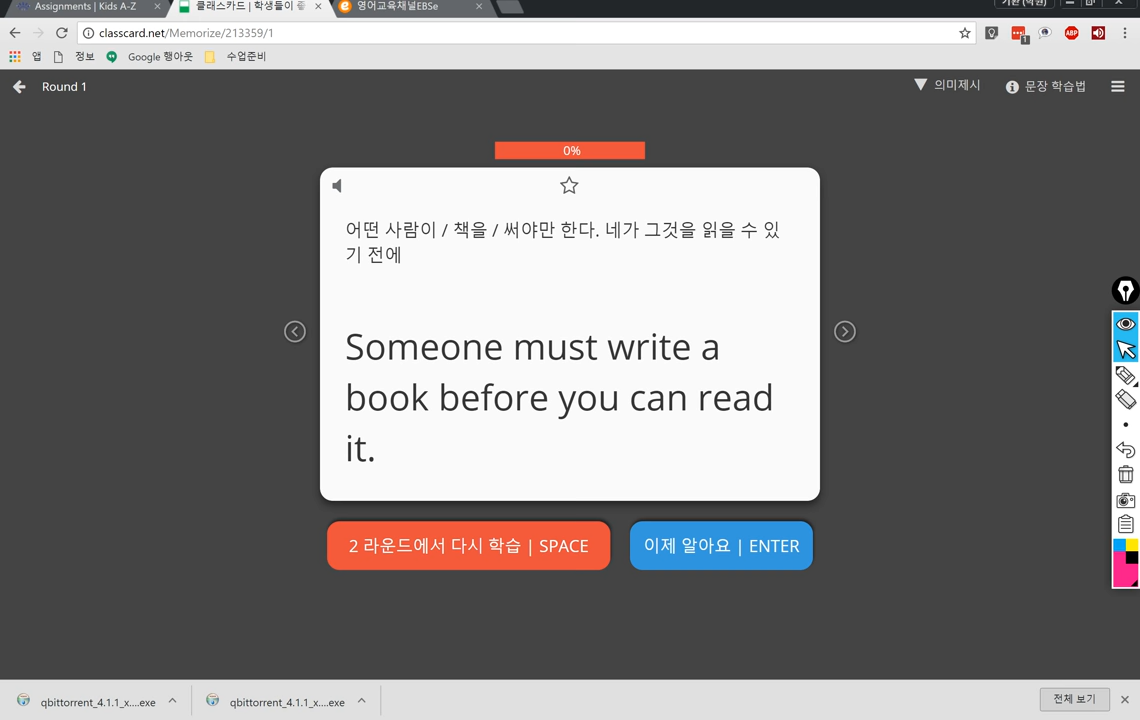 Assignments | Kids A-Z
클래스카드 | 학생들이 좋
영어교육채널EBSe
classcard.net/Memorize/213359/1
앱
정보
Google 행아웃
수업준비
Round 1
의미제시
문장 학습법
0%
어떤 사람이 / 책을 / 써야만 한다. 네가 그것을 읽을 수 있
기 전에
Someone must write a
book before you can read
it.
2 라운드에서 다시 학습 | SPACE
이제 알아요 | ENTER
qbittorrent_4.1.1_x....exe
qbittorrent_4.1.1_x....exe
전체 보기